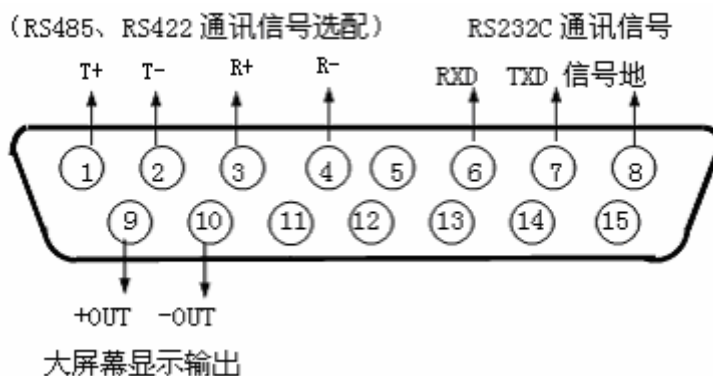 (RS485、RS422 通讯信号选配) RS232C 通讯信号
T+ T- R+ R- RXD TXD 信号地
1 2 3 4 5 6 7 8
9 10 11 12 13 14 15
+OUT -OUT
大屏幕显示输出